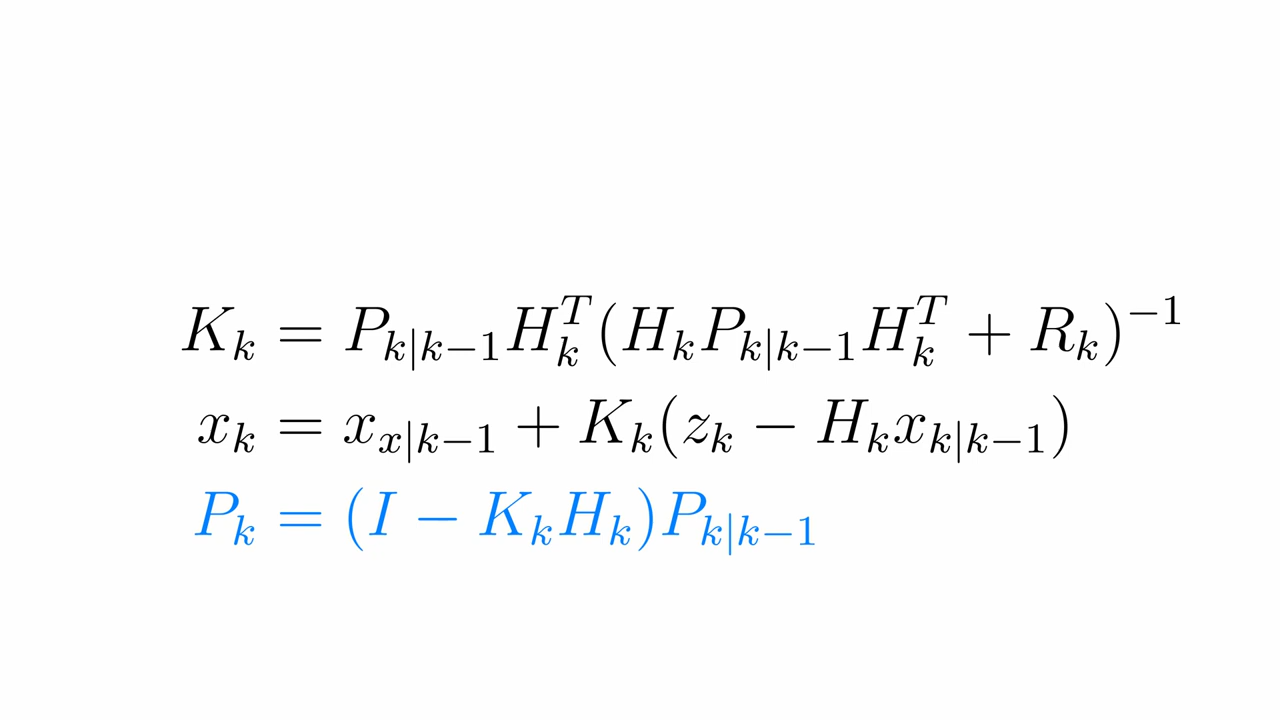 $K_k = P_{k|k-1} H_k^T (H_k P_{k|k-1} H_k^T + R_k)^{-1}$
$x_k = x_{x|k-1} + K_k (z_k - H_k x_{k|k-1})$
$P_k = (I - K_k H_k) P_{k|k-1}$